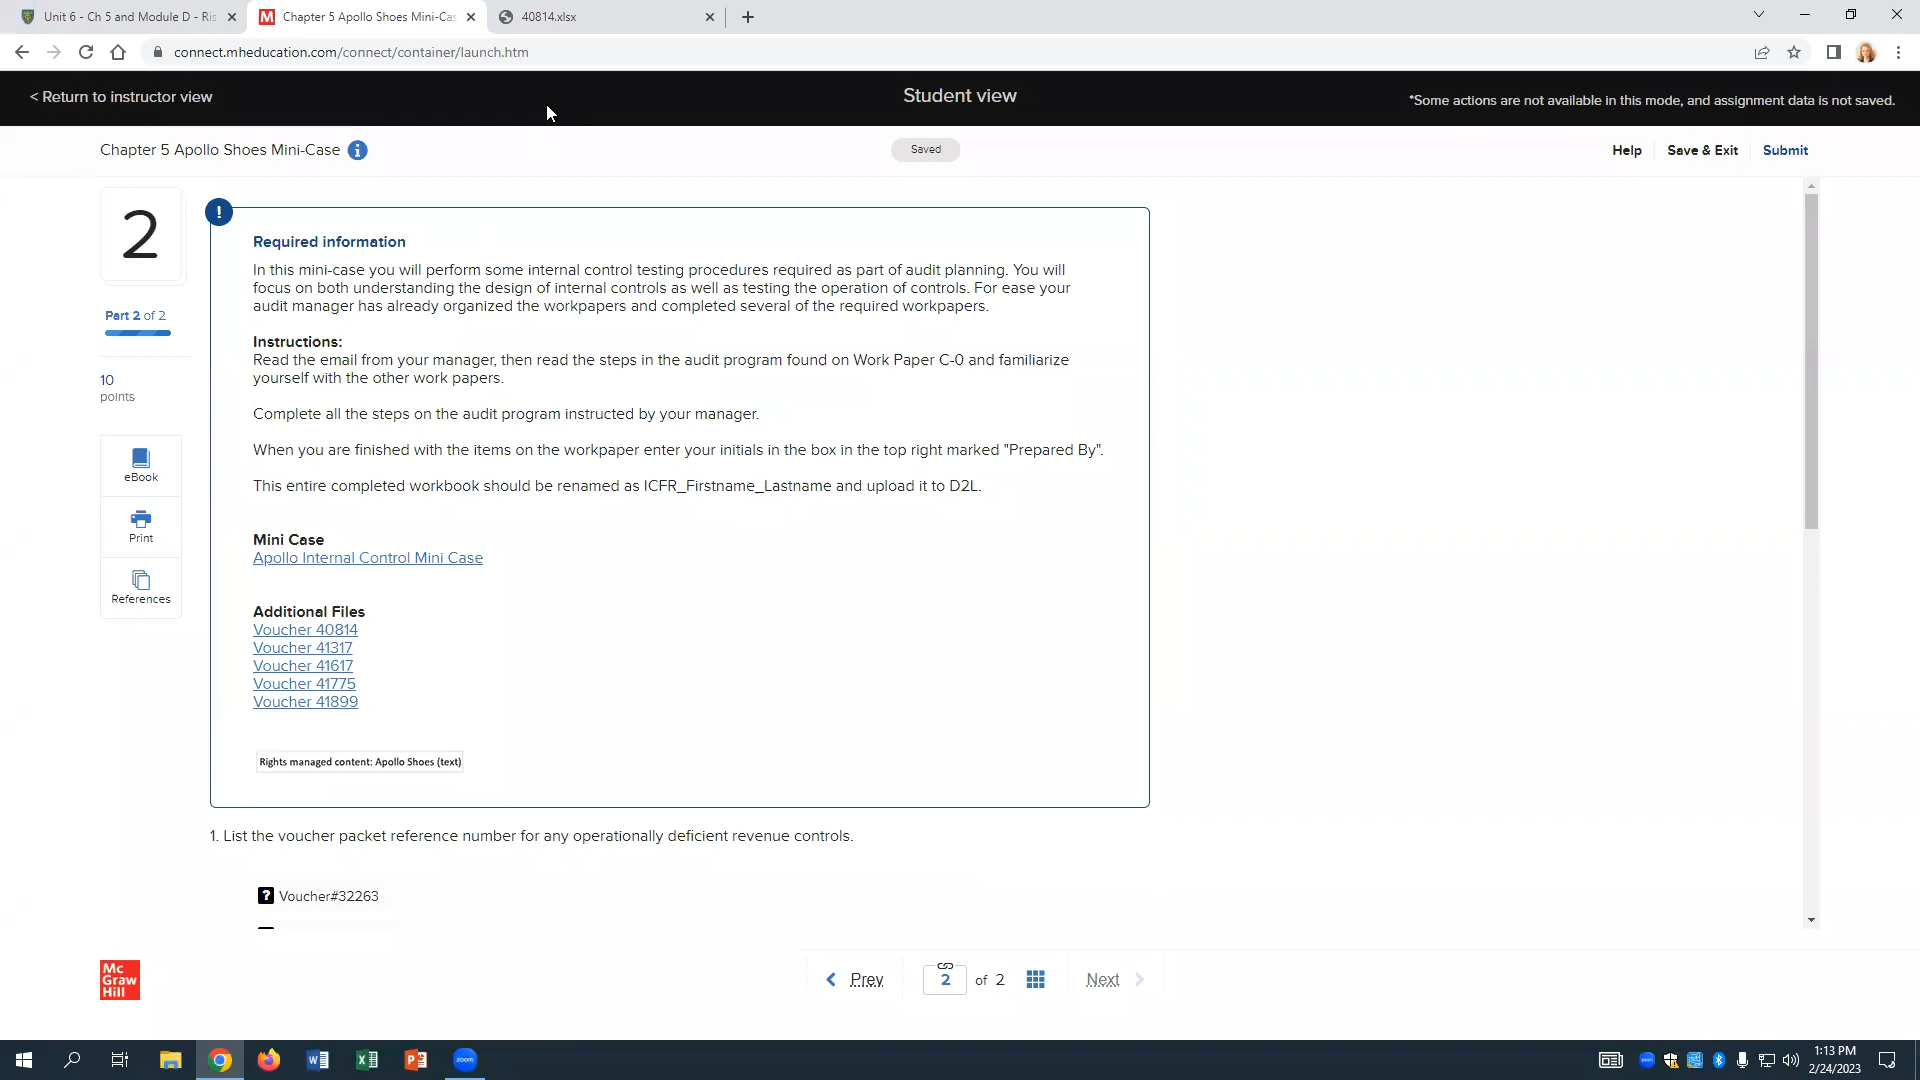 Unit 6 - Ch 5 and Module D - Ris
Chapter 5 Apollo Shoes Mini-Cas
40814.xlsx
connect.mheducation.com/connect/container/launch.htm
< Return to instructor view
Student view
*Some actions are not available in this mode, and assignment data is not saved.
Chapter 5 Apollo Shoes Mini-Case
Saved
Help
Save & Exit
Submit
2
Part 2 of 2
10
points
eBook
Print
References
Required information
In this mini-case you will perform some internal control testing procedures required as part of audit planning. You will
focus on both understanding the design of internal controls as well as testing the operation of controls. For ease your
audit manager has already organized the workpapers and completed several of the required workpapers.
Instructions:
Read the email from your manager, then read the steps in the audit program found on Work Paper C-0 and familiarize
yourself with the other work papers.
Complete all the steps on the audit program instructed by your manager.
When you are finished with the items on the workpaper enter your initials in the box in the top right marked "Prepared By".
This entire completed workbook should be renamed as ICFR_Firstname_Lastname and upload it to D2L.
Mini Case
Apollo Internal Control Mini Case
Additional Files
Voucher 40814
Voucher 41317
Voucher 41617
Voucher 41775
Voucher 41899
Rights managed content: Apollo Shoes (text)
1. List the voucher packet reference number for any operationally deficient revenue controls.
? Voucher#32263
Mc
Graw
Hill
Prev
2 of 2
Next
zoom
1:13 PM
2/24/2023